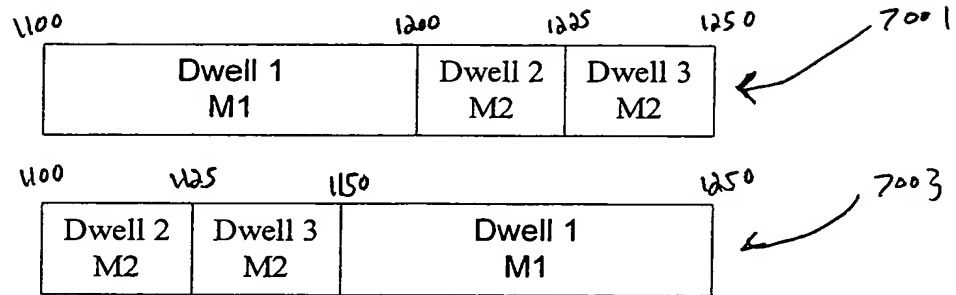 1100 1200 1225 1250 7001
Dwell 1 Dwell 2 Dwell 3
M1 M2 M2
1100 1125 1150 1250 7003
Dwell 2 Dwell 3 Dwell 1
M2 M2 M1